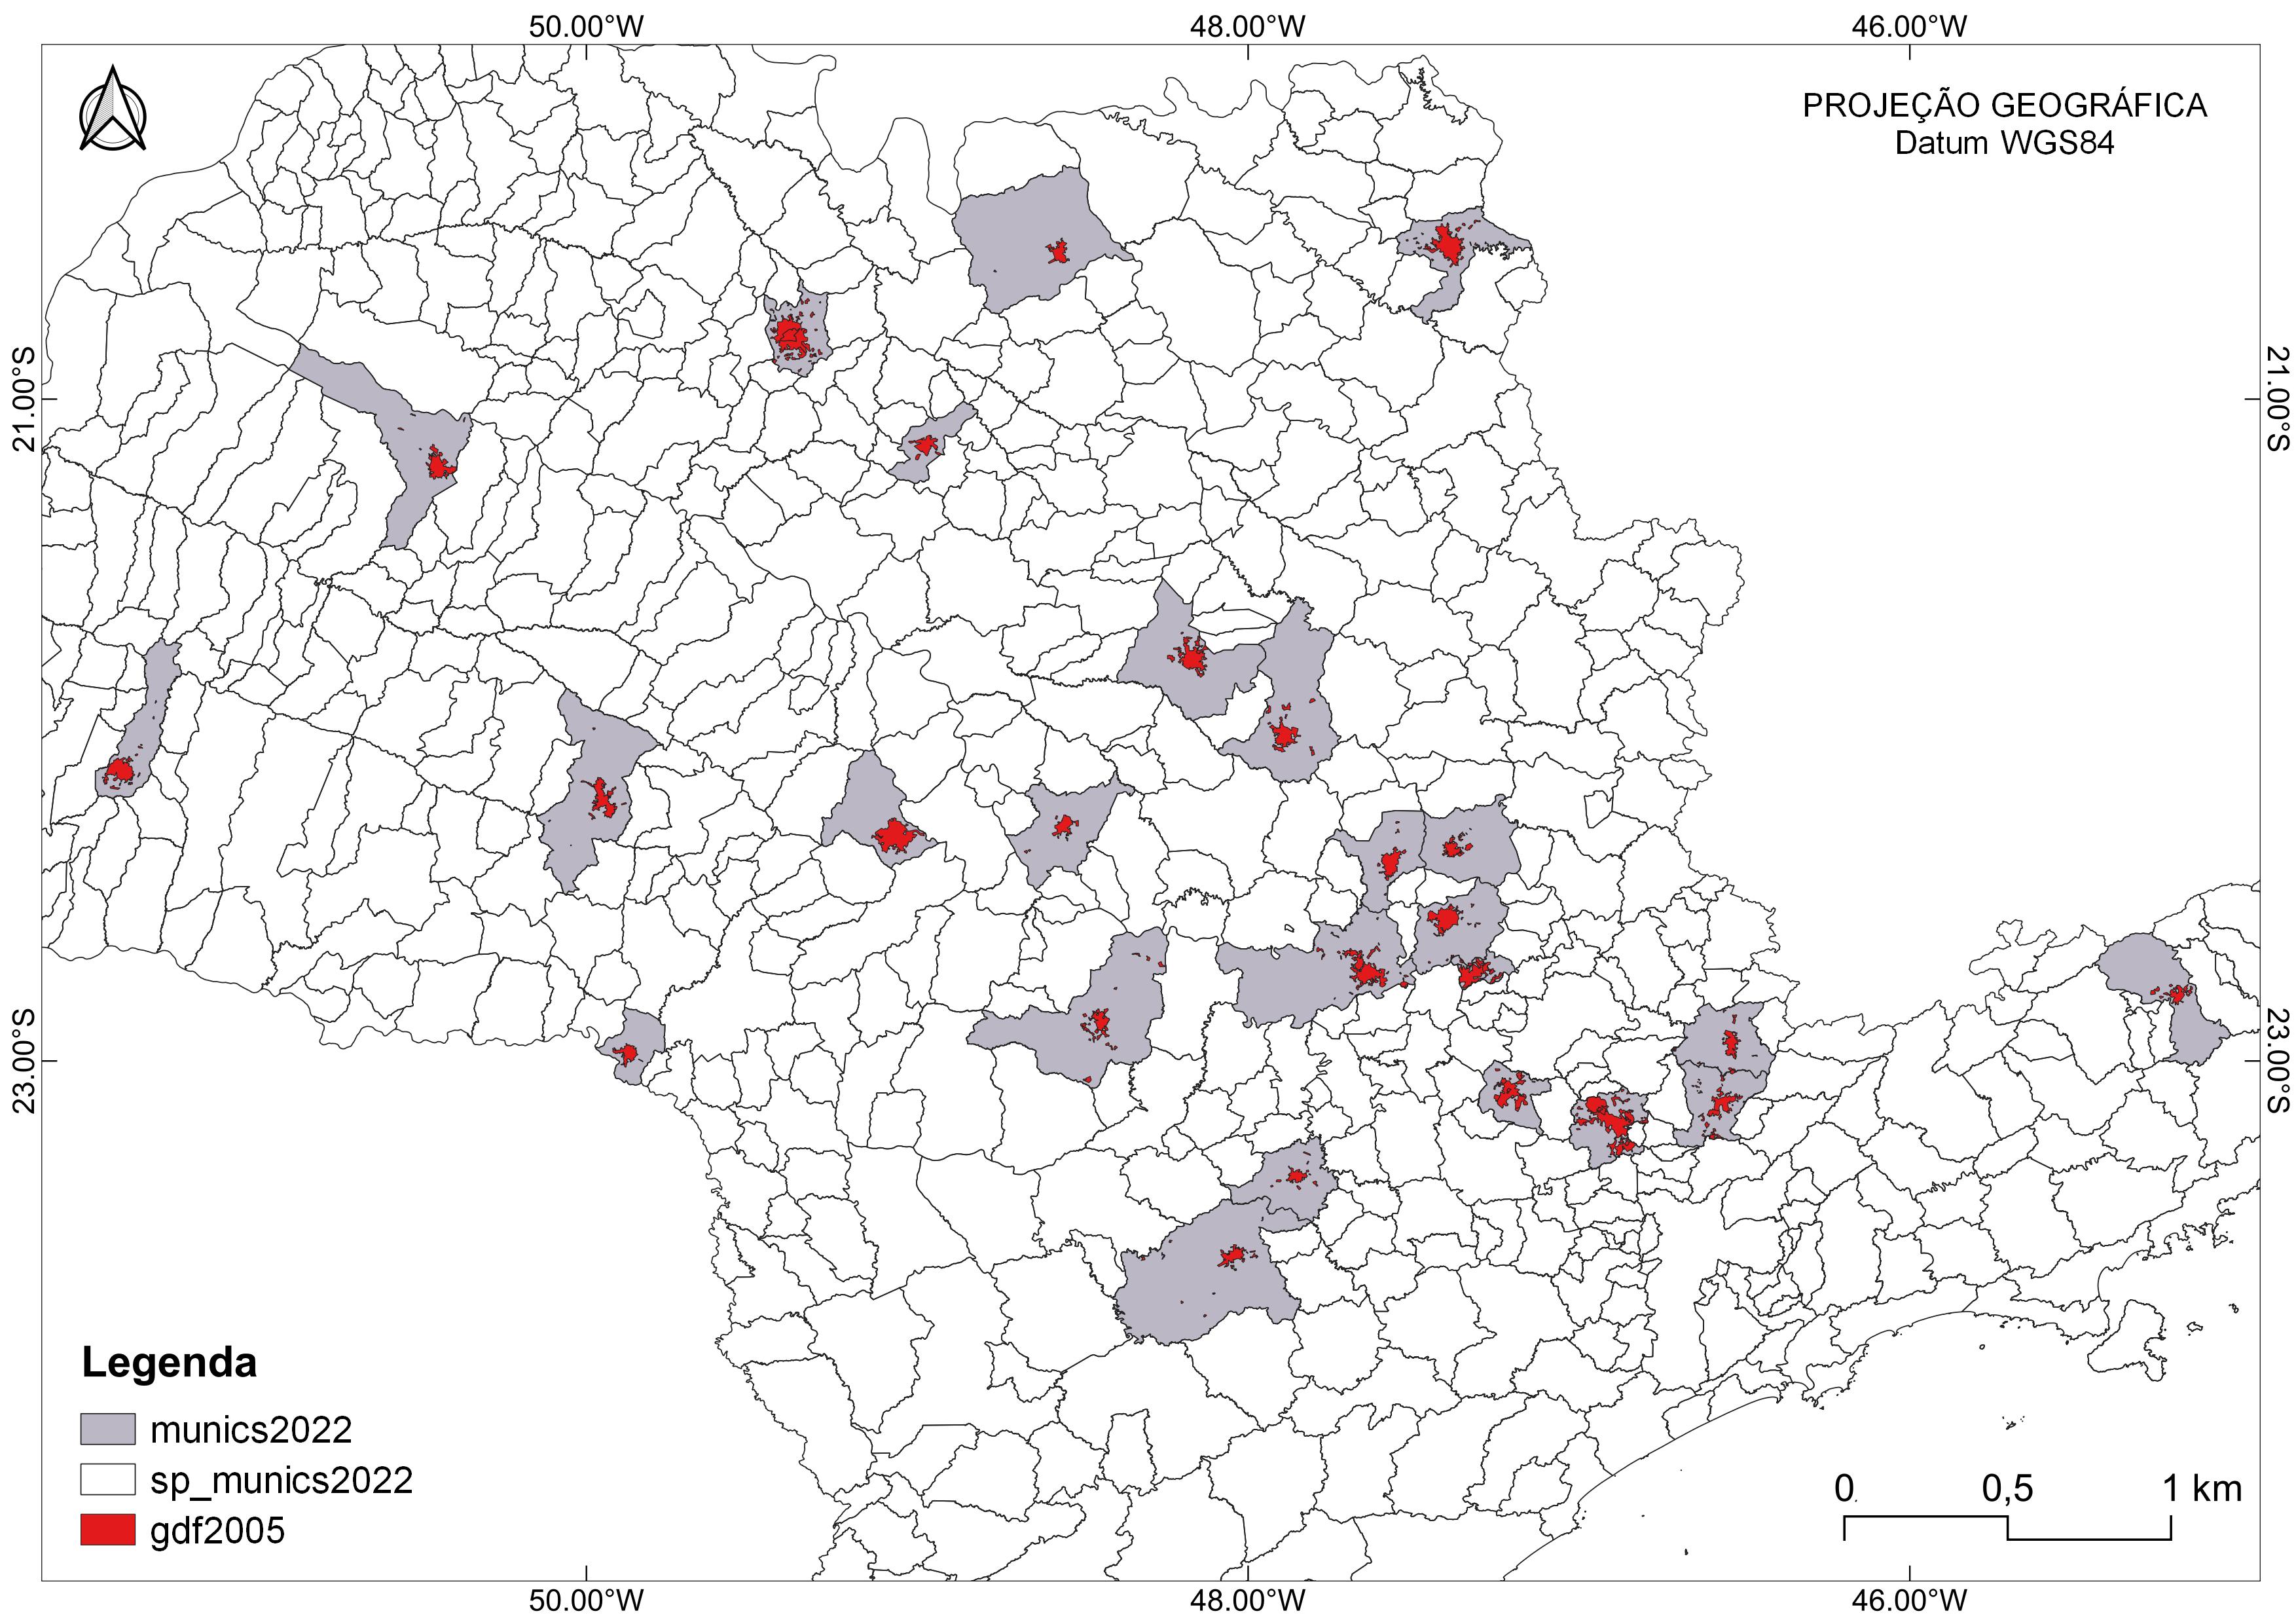 50.00°W
48.00°W
46.00°W
PROJEÇÃO GEOGRÁFICA
Datum WGS84
21.00°S
21.00°S
23.00°S
23.00°S
Legenda
munics2022
sp_munics2022
gdf2005
0
0,5
1 km
50.00°W
48.00°W
46.00°W